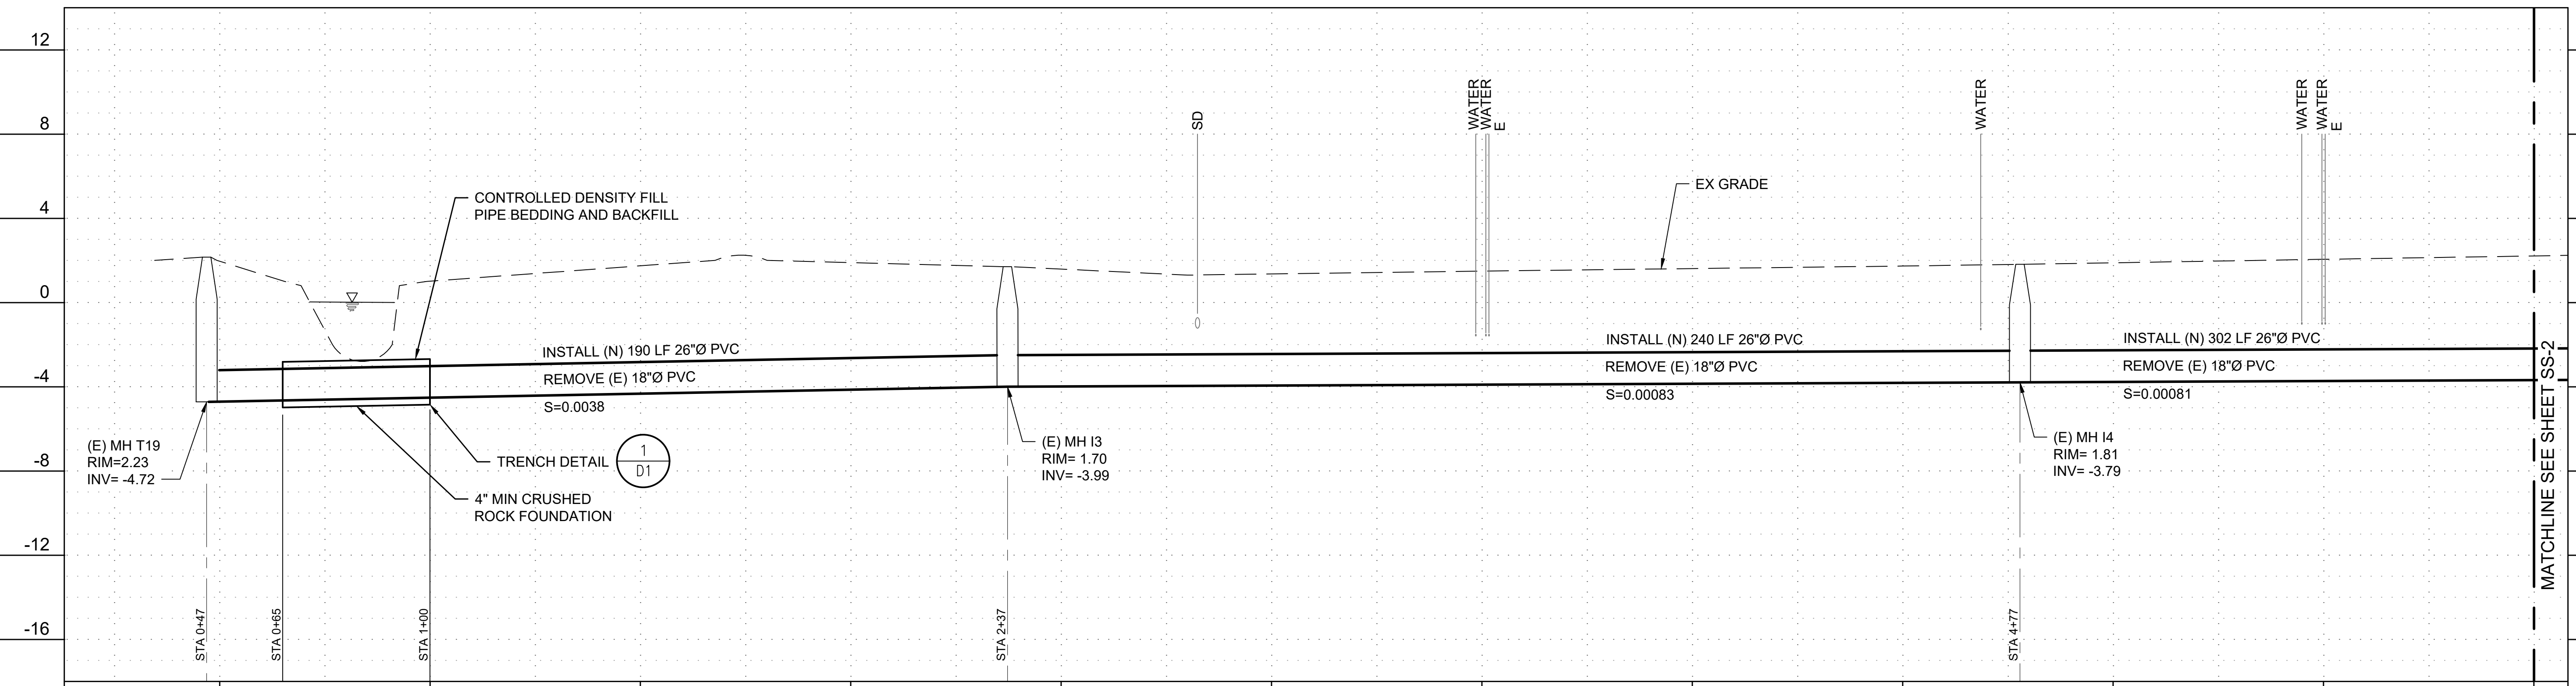 12
8
4
0
-4
-8
-12
-16
SD
WATER
WATER
E
WATER
WATER
WATER
E
CONTROLLED DENSITY FILL
PIPE BEDDING AND BACKFILL
EX GRADE
INSTALL (N) 190 LF 26"Ø PVC
REMOVE (E) 18"Ø PVC
S=0.0038
INSTALL (N) 240 LF 26"Ø PVC
REMOVE (E) 18"Ø PVC
S=0.00083
INSTALL (N) 302 LF 26"Ø PVC
REMOVE (E) 18"Ø PVC
S=0.00081
(E) MH T19
RIM=2.23
INV= -4.72
TRENCH DETAIL
1
D1
4" MIN CRUSHED
ROCK FOUNDATION
(E) MH I3
RIM= 1.70
INV= -3.99
(E) MH I4
RIM= 1.81
INV= -3.79
STA 0+47
STA 0+65
STA 1+00
STA 2+37
STA 4+77
MATCHLINE SEE SHEET SS-2